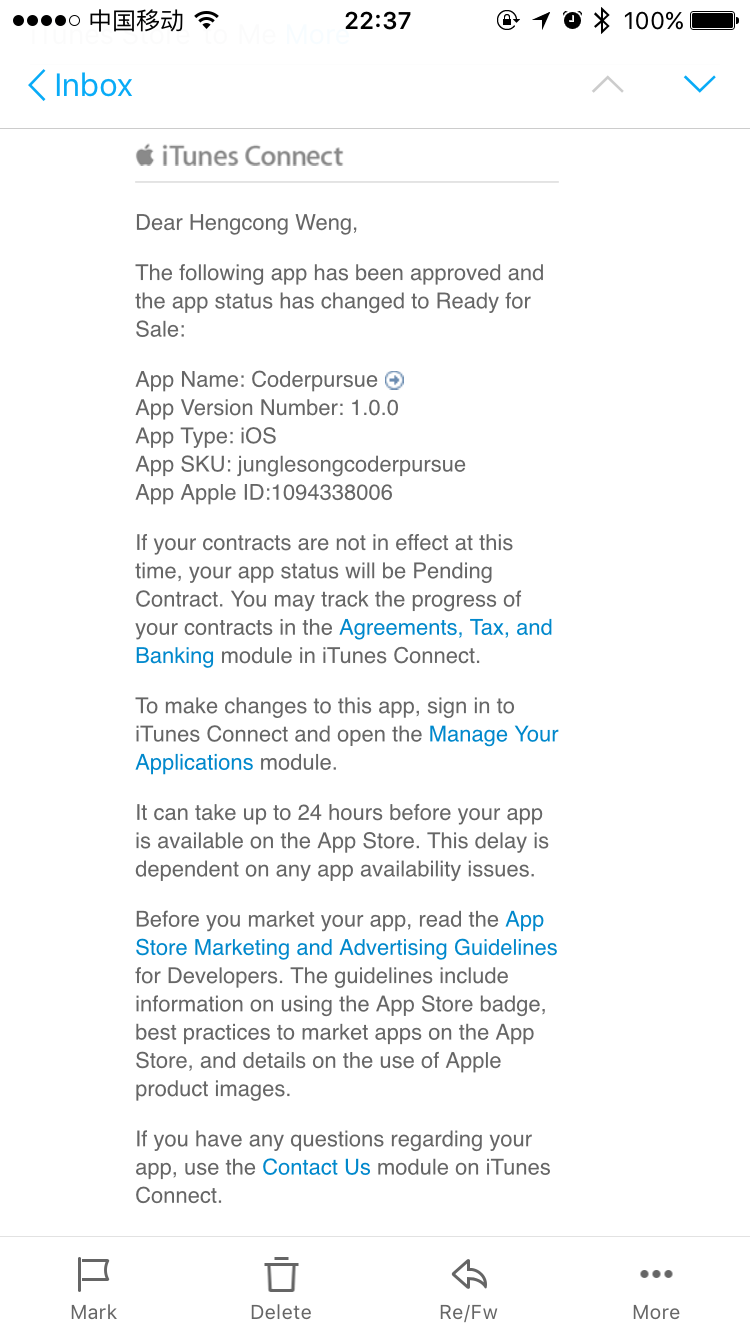 中国移动 22:37 100%
iTunes Store to Me More
Inbox
iTunes Connect
Dear Hengcong Weng,
The following app has been approved and
the app status has changed to Ready for
Sale:
App Name: Coderpursue
App Version Number: 1.0.0
App Type: iOS
App SKU: junglesongcoderpursue
App Apple ID:1094338006
If your contracts are not in effect at this
time, your app status will be Pending
Contract. You may track the progress of
your contracts in the Agreements, Tax, and
Banking module in iTunes Connect.
To make changes to this app, sign in to
iTunes Connect and open the Manage Your
Applications module.
It can take up to 24 hours before your app
is available on the App Store. This delay is
dependent on any app availability issues.
Before you market your app, read the App
Store Marketing and Advertising Guidelines
for Developers. The guidelines include
information on using the App Store badge,
best practices to market apps on the App
Store, and details on the use of Apple
product images.
If you have any questions regarding your
app, use the Contact Us module on iTunes
Connect.
Mark Delete Re/Fw More